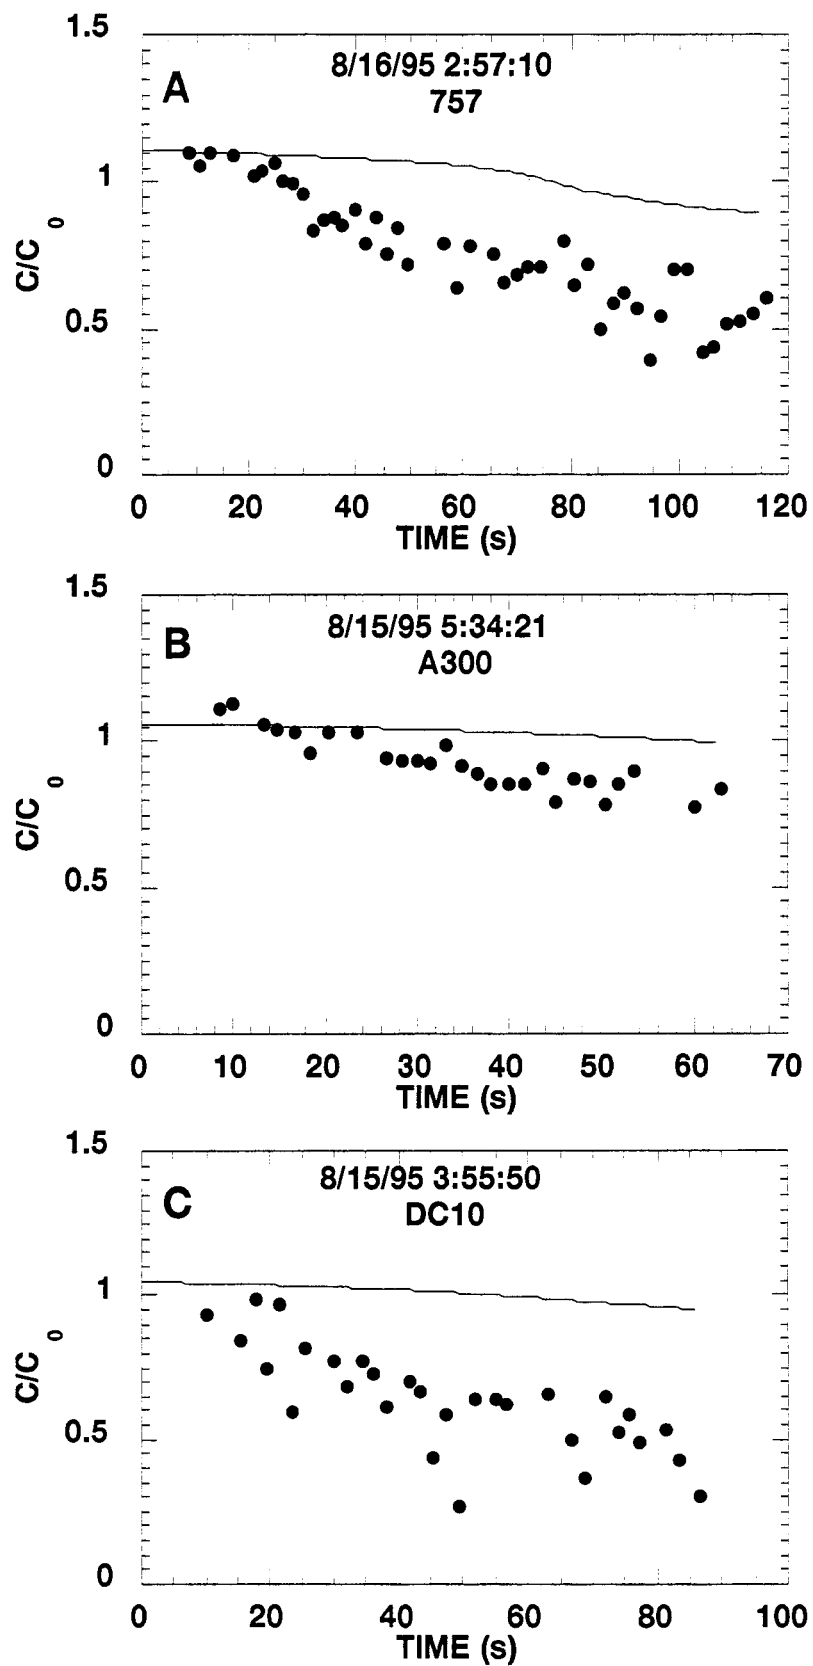 1.5
A
8/16/95 2:57:10
757
1
C/C 0
0.5
0
0 20 40 60 80 100 120
TIME (s)
1.5
B
8/15/95 5:34:21
A300
1
C/C 0
0.5
0
0 10 20 30 40 50 60 70
TIME (s)
1.5
C
8/15/95 3:55:50
DC10
1
C/C 0
0.5
0
0 20 40 60 80 100
TIME (s)